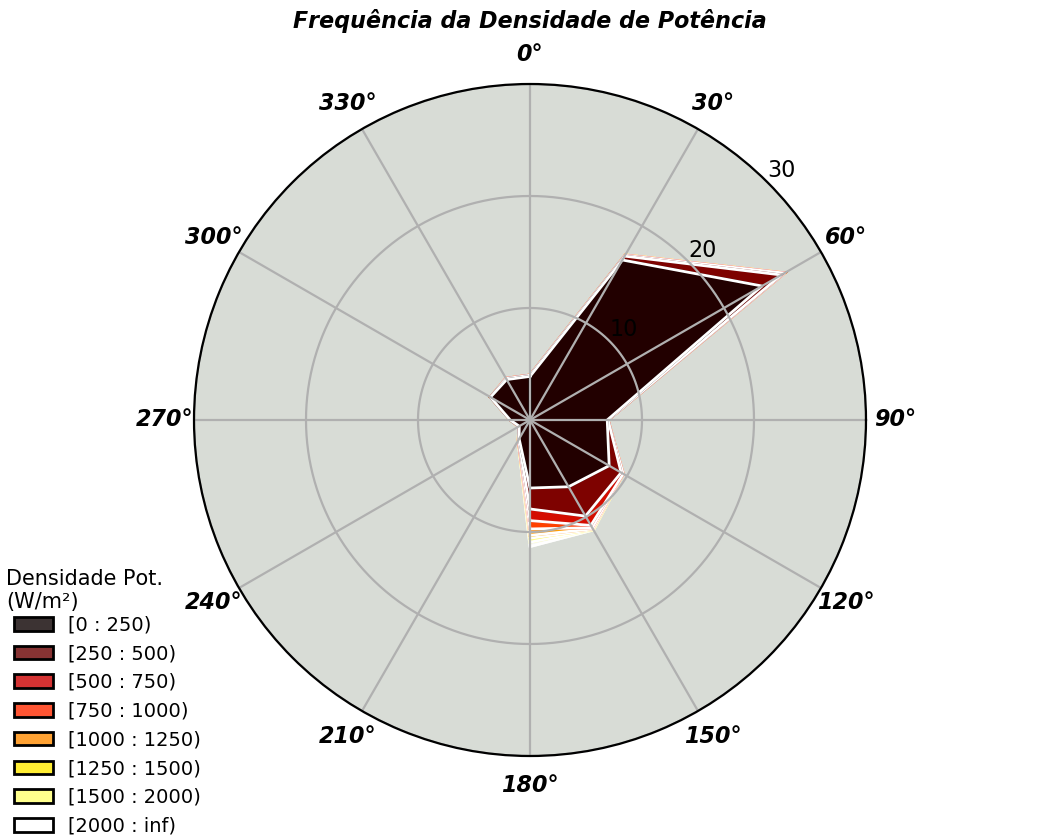 Frequência da Densidade de Potência
0°
330°
30°
30
300°
60°
20
10
270°
90°
240°
120°
210°
150°
180°
Densidade Pot.
(W/m²)
[0 : 250)
[250 : 500)
[500 : 750)
[750 : 1000)
[1000 : 1250)
[1250 : 1500)
[1500 : 2000)
[2000 : inf)